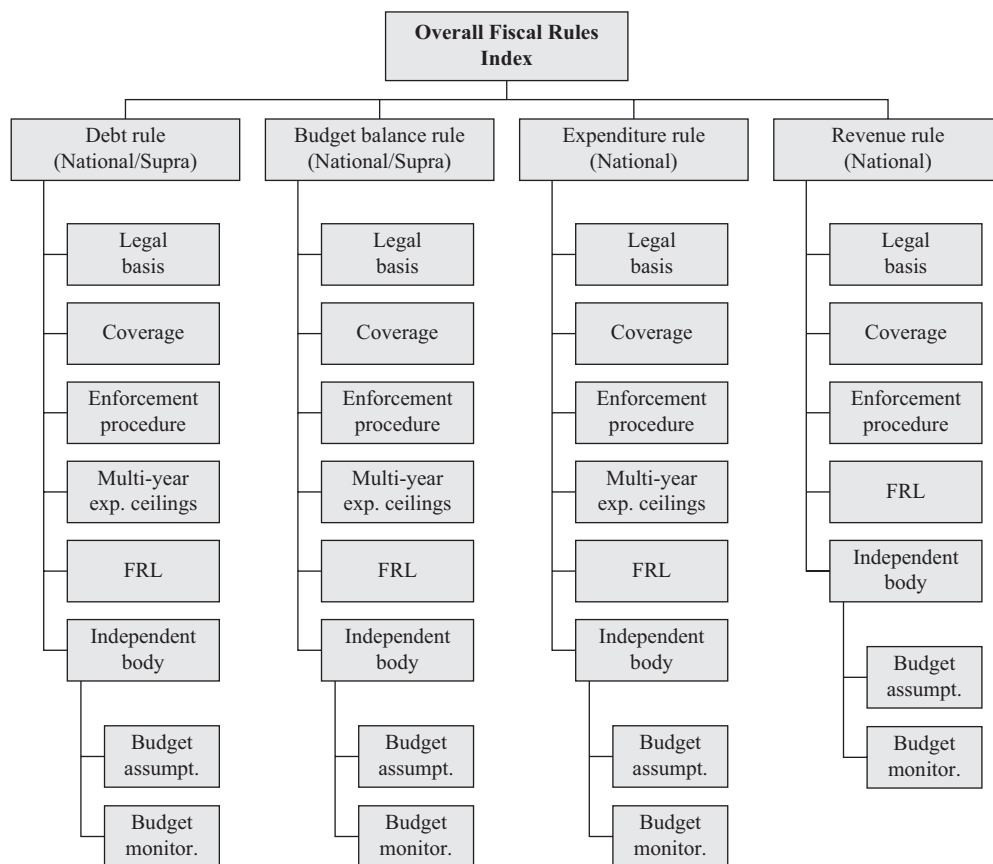 Overall Fiscal Rules
Index
Debt rule
(National/Supra)
Legal
basis
Coverage
Enforcement
procedure
Multi-year
exp. ceilings
FRL
Independent
body
Budget
assumpt.
Budget
monitor.
Budget balance rule
(National/Supra)
Legal
basis
Coverage
Enforcement
procedure
Multi-year
exp. ceilings
FRL
Independent
body
Budget
assumpt.
Budget
monitor.
Expenditure rule
(National)
Legal
basis
Coverage
Enforcement
procedure
Multi-year
exp. ceilings
FRL
Independent
body
Budget
assumpt.
Budget
monitor.
Revenue rule
(National)
Legal
basis
Coverage
Enforcement
procedure
FRL
Independent
body
Budget
assumpt.
Budget
monitor.